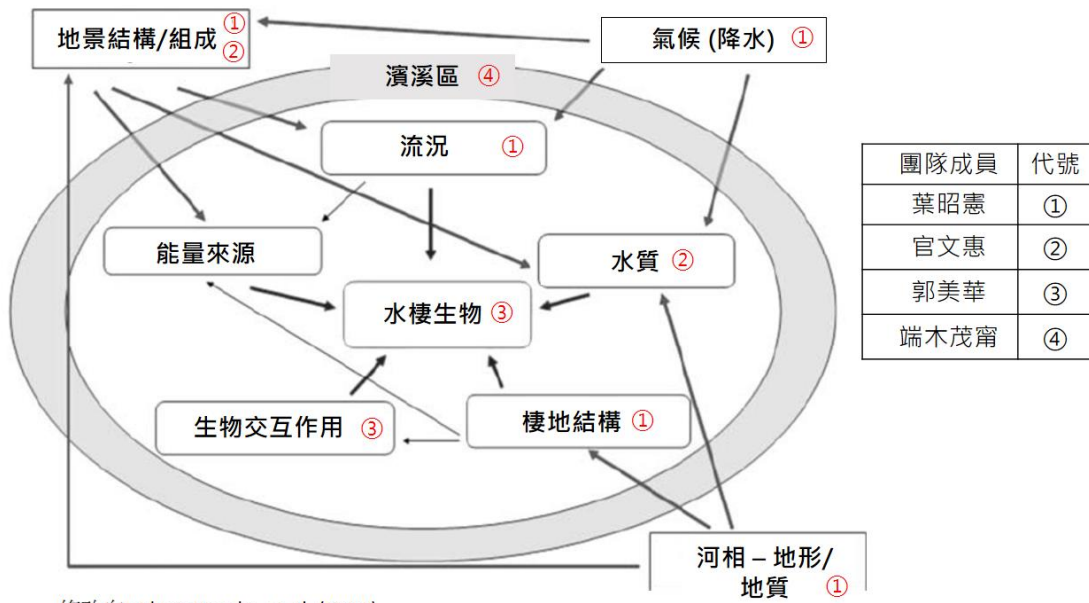 地景結構/組成 ①
②
氣候 (降水) ①
濱溪區 ④
流況 ①
能量來源
水質 ②
水棲生物 ③
生物交互作用 ③
棲地結構 ①
河相 – 地形/
地質 ①
團隊成員 代號
葉昭憲 ①
官文惠 ②
郭美華 ③
端木茂甯 ④